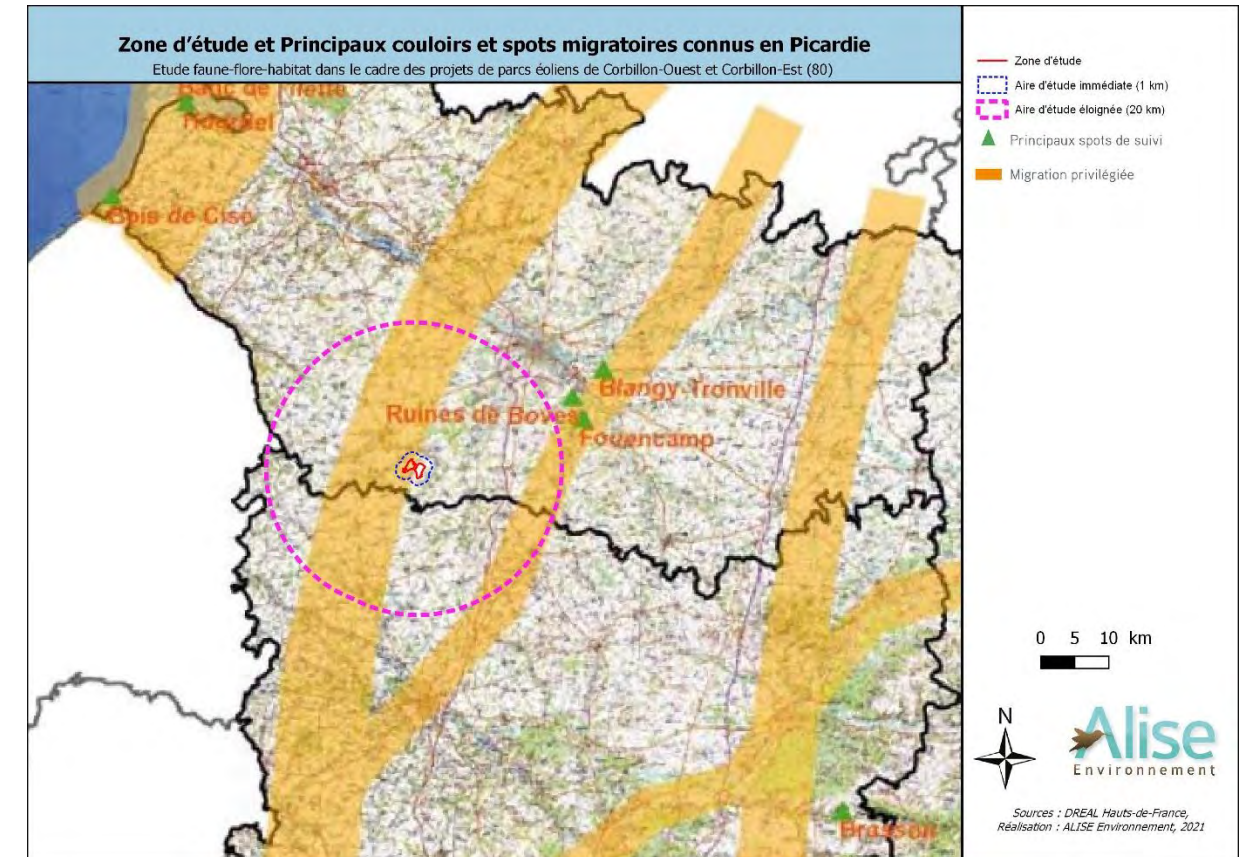 Zone d'étude et Principaux couloirs et spots migratoires connus en Picardie
Etude faune-flore-habitat dans le cadre des projets de parcs éoliens de Corbillon-Ouest et Corbillon-Est (80)
Hourdel
Bois de Cise
Blangy-Tronville
Ruines de Boves
Fouencamp
Brasson
Zone d'étude
Aire d'étude immédiate (1 km)
Aire d'étude éloignée (20 km)
Principaux spots de suivi
Migration privilégiée
0 5 10 km
N
Alise
Environnement
Sources : DREAL Hauts-de-France,
Réalisation : ALISE Environnement, 2021